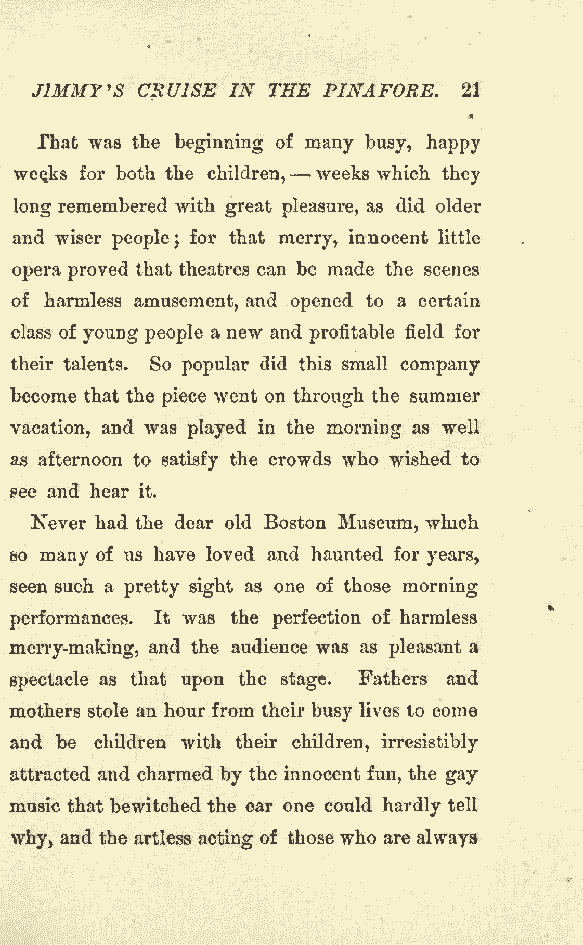 JIMMY'S CRUISE IN THE PINAFORE. 21
That was the beginning of many busy, happy
weeks for both the children,—weeks which they
long remembered with great pleasure, as did older
and wiser people; for that merry, innocent little
opera proved that theatres can be made the scenes
of harmless amusement, and opened to a certain
class of young people a new and profitable field for
their talents. So popular did this small company
become that the piece went on through the summer
vacation, and was played in the morning as well
as afternoon to satisfy the crowds who wished to
see and hear it.
Never had the dear old Boston Museum, which
so many of us have loved and haunted for years,
seen such a pretty sight as one of those morning
performances. It was the perfection of harmless
merry-making, and the audience was as pleasant a
spectacle as that upon the stage. Fathers and
mothers stole an hour from their busy lives to come
and be children with their children, irresistibly
attracted and charmed by the innocent fun, the gay
music that bewitched the ear one could hardly tell
why, and the artless acting of those who are always